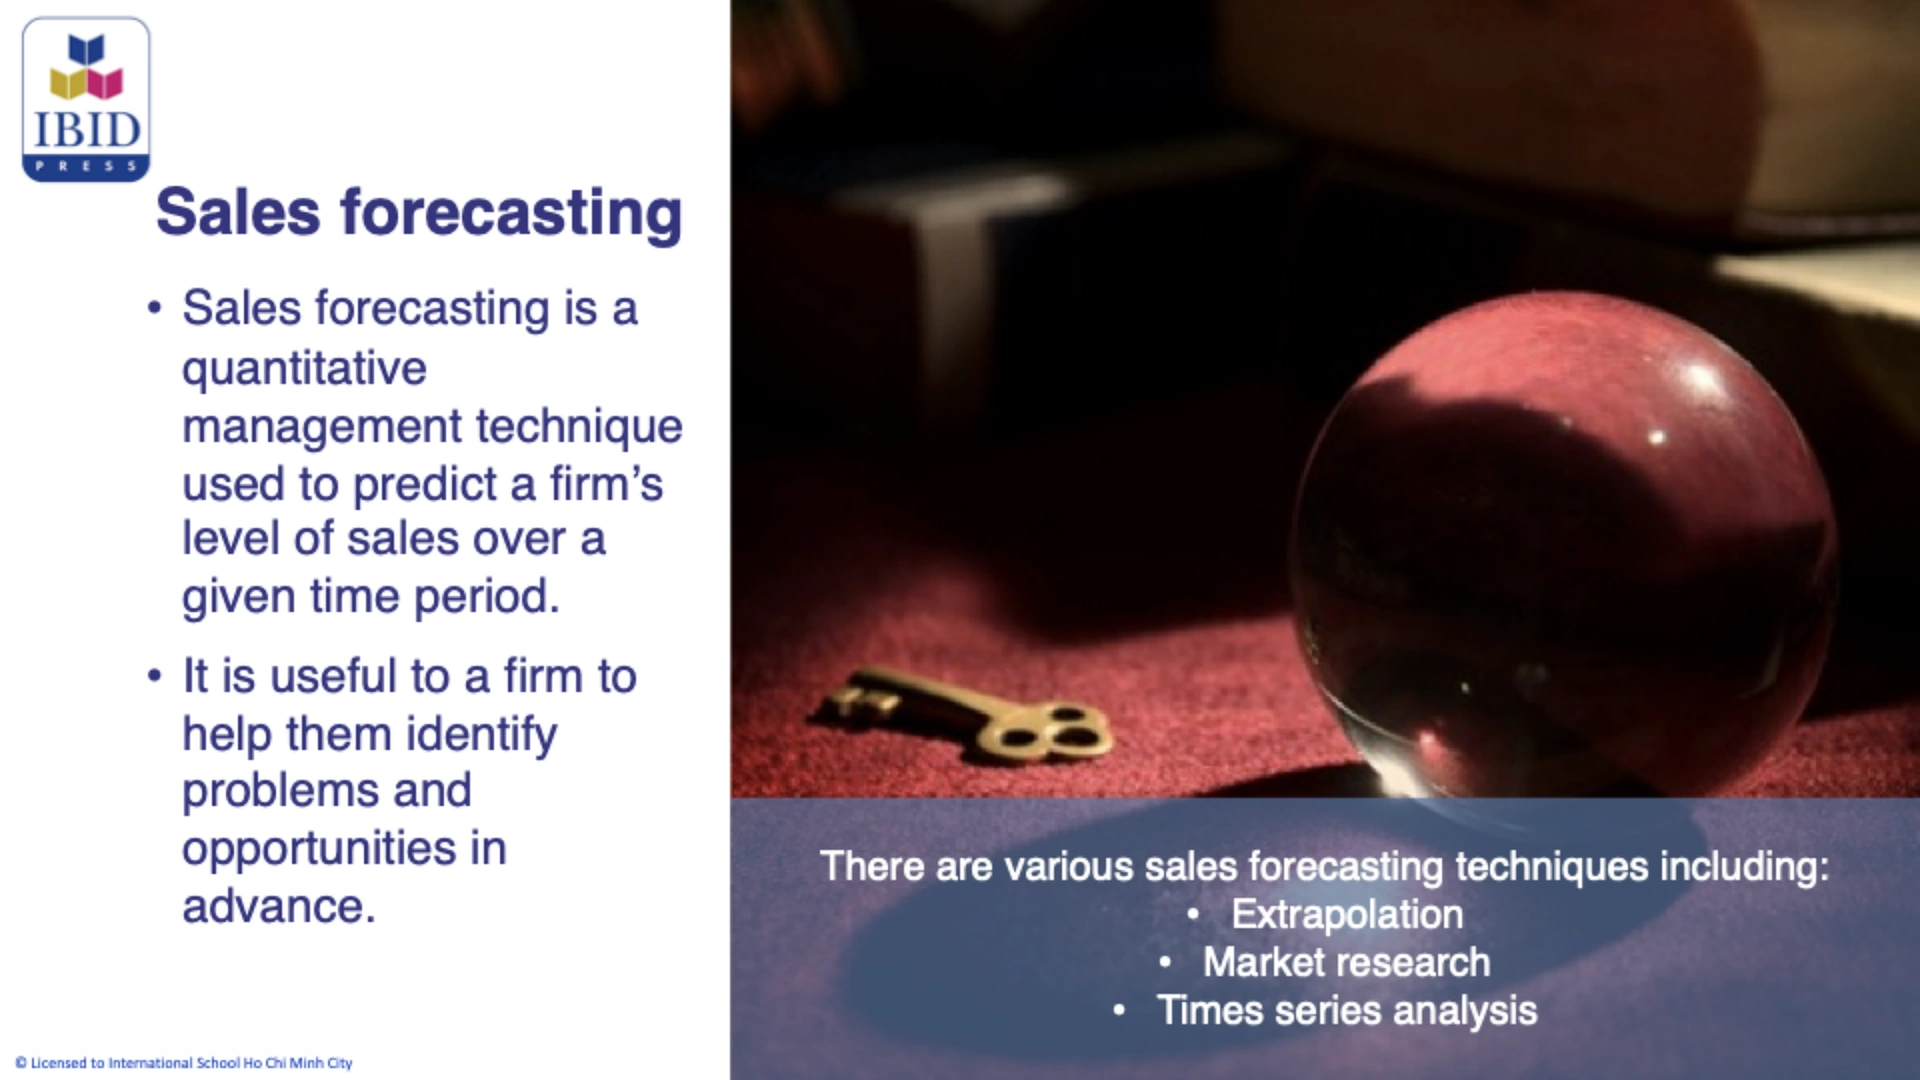 IBID
PRESS
Sales forecasting
• Sales forecasting is a
quantitative
management technique
used to predict a firm’s
level of sales over a
given time period.
• It is useful to a firm to
help them identify
problems and
opportunities in
advance.
There are various sales forecasting techniques including:
• Extrapolation
• Market research
• Times series analysis
© Licensed to International School Ho Chi Minh City